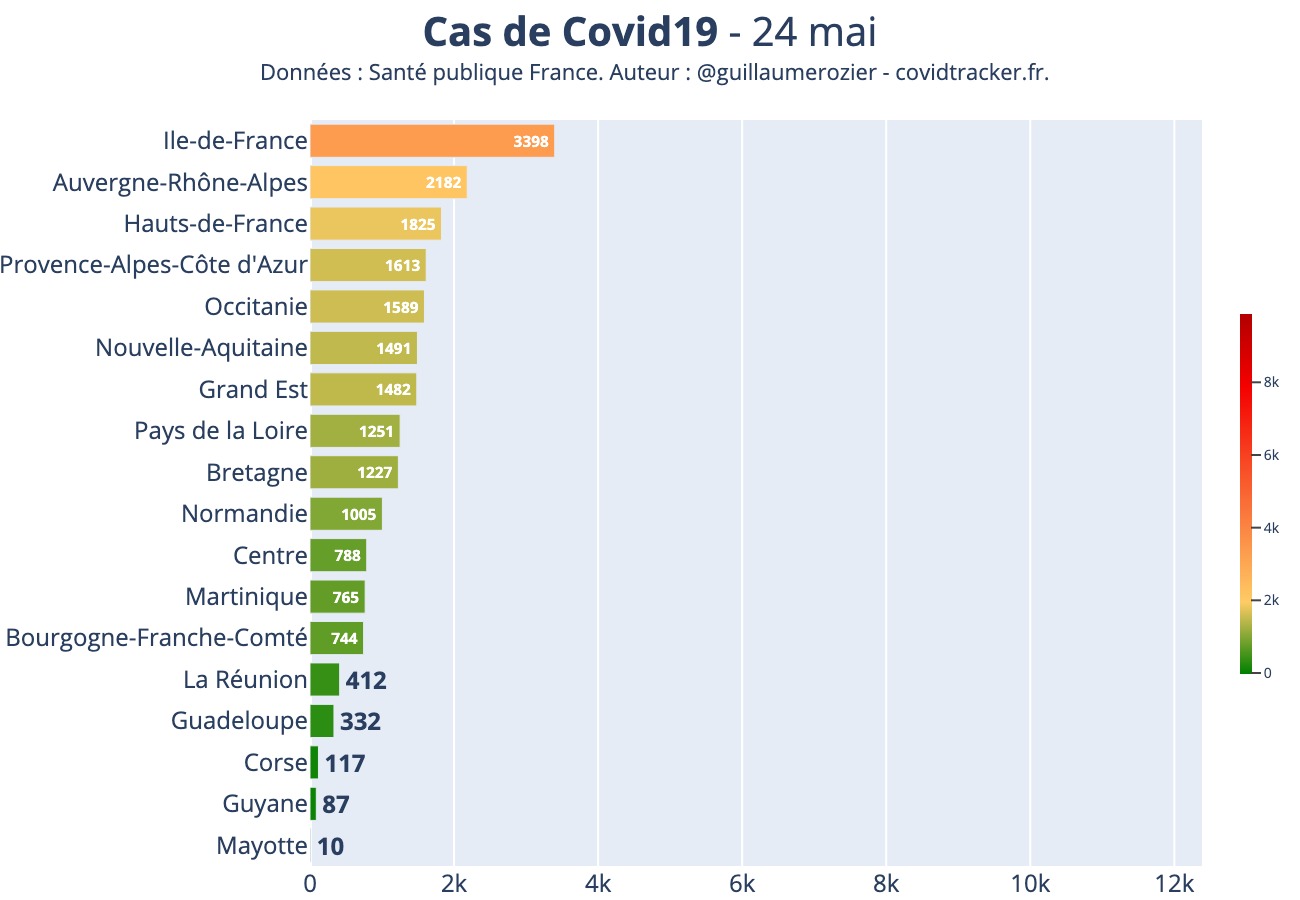 Cas de Covid19 - 24 mai
Données : Santé publique France. Auteur : @guillaumerozier - covidtracker.fr.
Ile-de-France 3398
Auvergne-Rhône-Alpes 2182
Hauts-de-France 1825
Provence-Alpes-Côte d'Azur 1613
Occitanie 1589
Nouvelle-Aquitaine 1491
Grand Est 1482
Pays de la Loire 1251
Bretagne 1227
Normandie 1005
Centre 788
Martinique 765
Bourgogne-Franche-Comté 744
La Réunion 412
Guadeloupe 332
Corse 117
Guyane 87
Mayotte 10
0 2k 4k 6k 8k 10k 12k
8k
6k
4k
2k
0